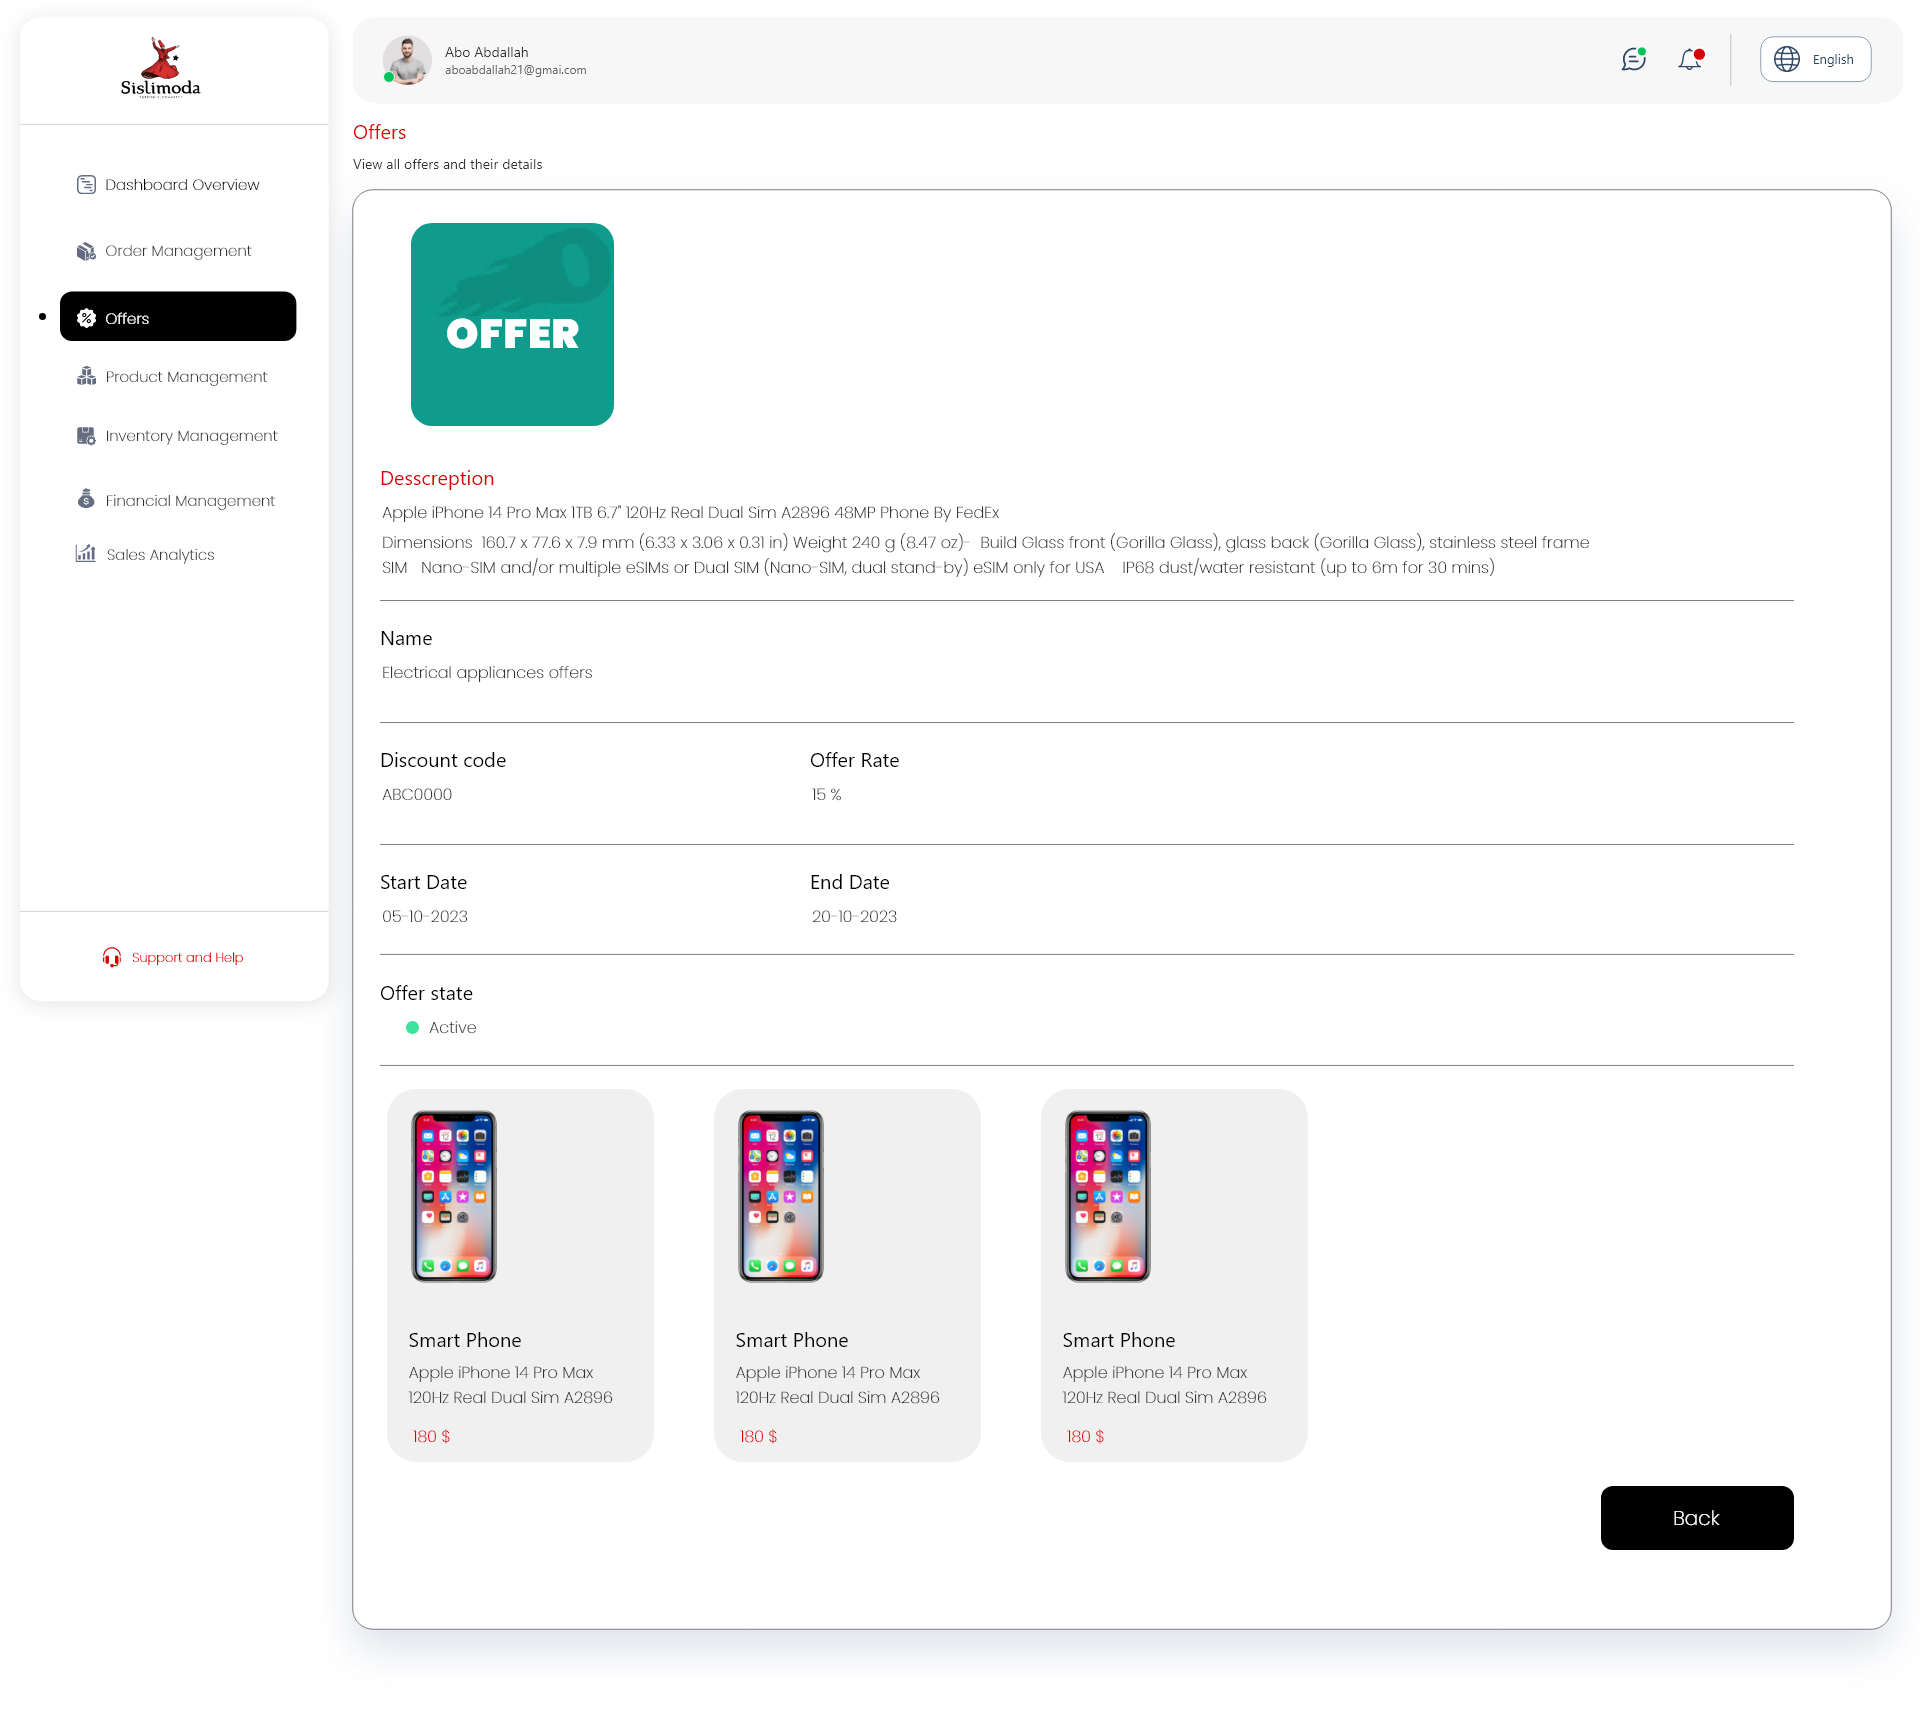 Sislimoda
Dashboard Overview
Order Management
Offers
Product Management
Inventory Management
Financial Management
Sales Analytics
Support and Help
Abo Abdallah
aboabdallah21@gmai.com
English
Offers
View all offers and their details
OFFER
Desscreption
Apple iPhone 14 Pro Max 1TB 6.7" 120Hz Real Dual Sim A2896 48MP Phone By FedEx
Dimensions 160.7 x 77.6 x 7.9 mm (6.33 x 3.06 x 0.31 in) Weight 240 g (8.47 oz)- Build Glass front (Gorilla Glass), glass back (Gorilla Glass), stainless steel frame
SIM Nano-SIM and/or multiple eSIMs or Dual SIM (Nano-SIM, dual stand-by) eSIM only for USA IP68 dust/water resistant (up to 6m for 30 mins)
Name
Electrical appliances offers
Discount code
ABC0000
Offer Rate
15 %
Start Date
05-10-2023
End Date
20-10-2023
Offer state
Active
Smart Phone
Apple iPhone 14 Pro Max
120Hz Real Dual Sim A2896
180 $
Smart Phone
Apple iPhone 14 Pro Max
120Hz Real Dual Sim A2896
180 $
Smart Phone
Apple iPhone 14 Pro Max
120Hz Real Dual Sim A2896
180 $
Back